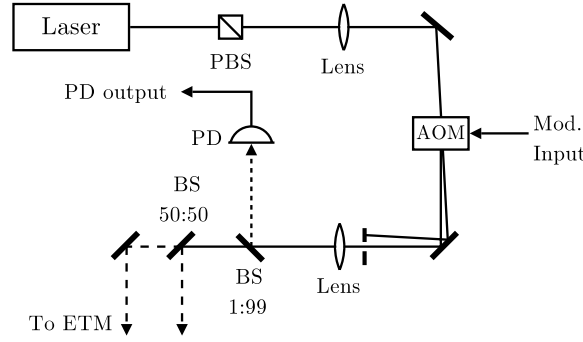 Laser
PBS
Lens
PD output
PD
AOM
Mod.
Input
BS
50:50
BS
1:99
Lens
To ETM